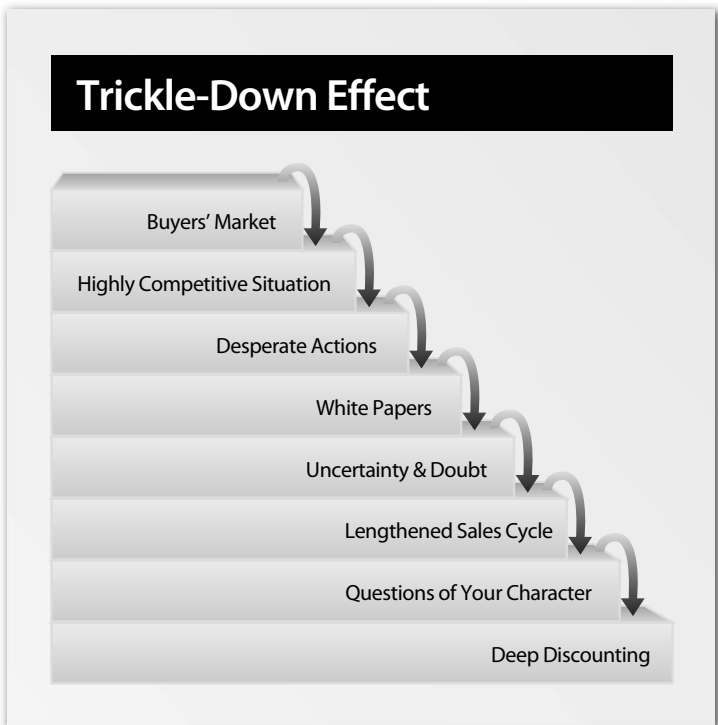 Trickle-Down Effect
Buyers’ Market
Highly Competitive Situation
Desperate Actions
White Papers
Uncertainty & Doubt
Lengthened Sales Cycle
Questions of Your Character
Deep Discounting